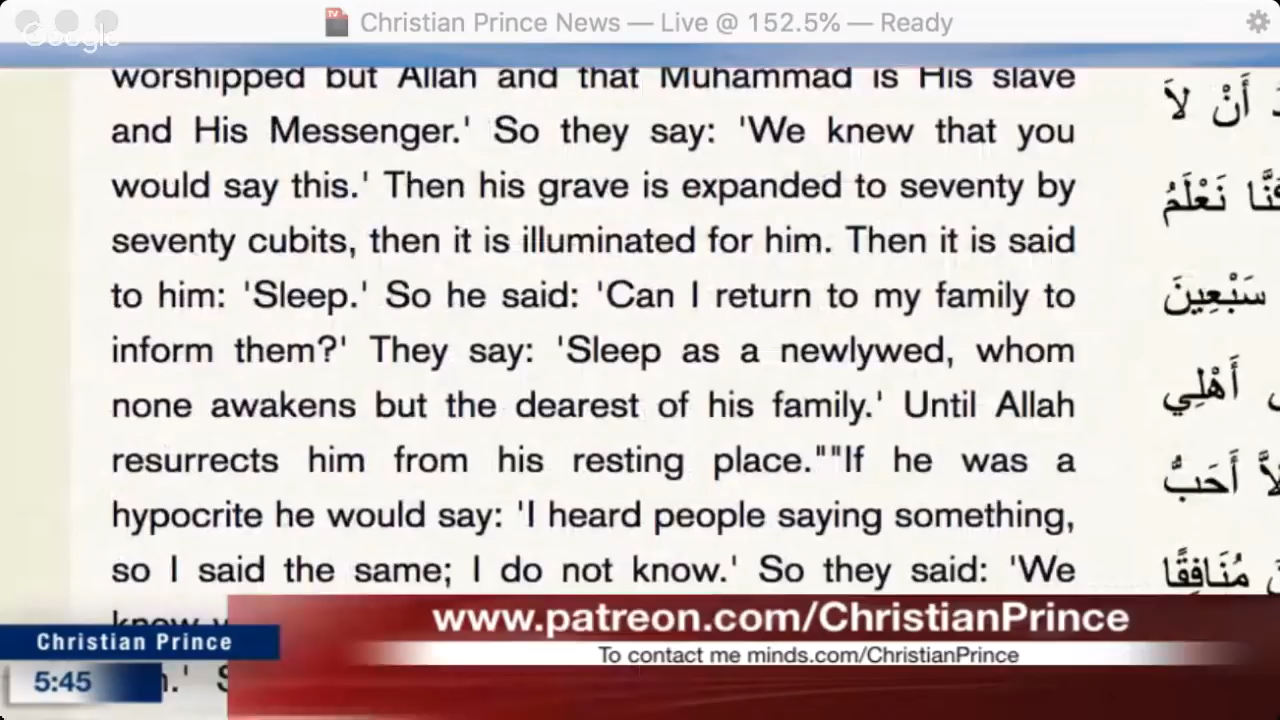 Christian Prince News — Live @ 152.5% — Ready
Google
worshipped but Allah and that Muhammad is His slave
and His Messenger.' So they say: 'We knew that you
would say this.' Then his grave is expanded to seventy by
seventy cubits, then it is illuminated for him. Then it is said
to him: 'Sleep.' So he said: 'Can I return to my family to
inform them?' They say: 'Sleep as a newlywed, whom
none awakens but the dearest of his family.' Until Allah
resurrects him from his resting place.""If he was a
hypocrite he would say: 'I heard people saying something,
so I said the same; I do not know.' So they said: 'We
أَنْ لاَ
نَعْلَمُ
سَبْعِينَ
أَهْلِي
أَحَبُّ
مُنَافِقًا
www.patreon.com/ChristianPrince
To contact me minds.com/ChristianPrince
Christian Prince
5:45